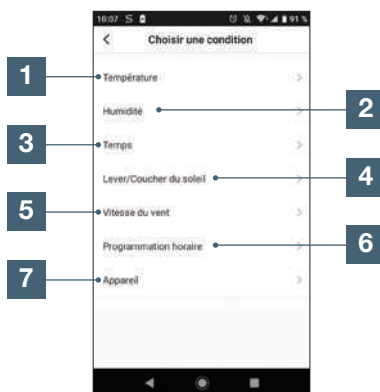 10:07 S 91 %
Choisir une condition
1
Température
Humidité
2
3
Temps
Lever/Coucher du soleil
4
5
Vitesse du vent
Programmation horaire
6
7
Appareil